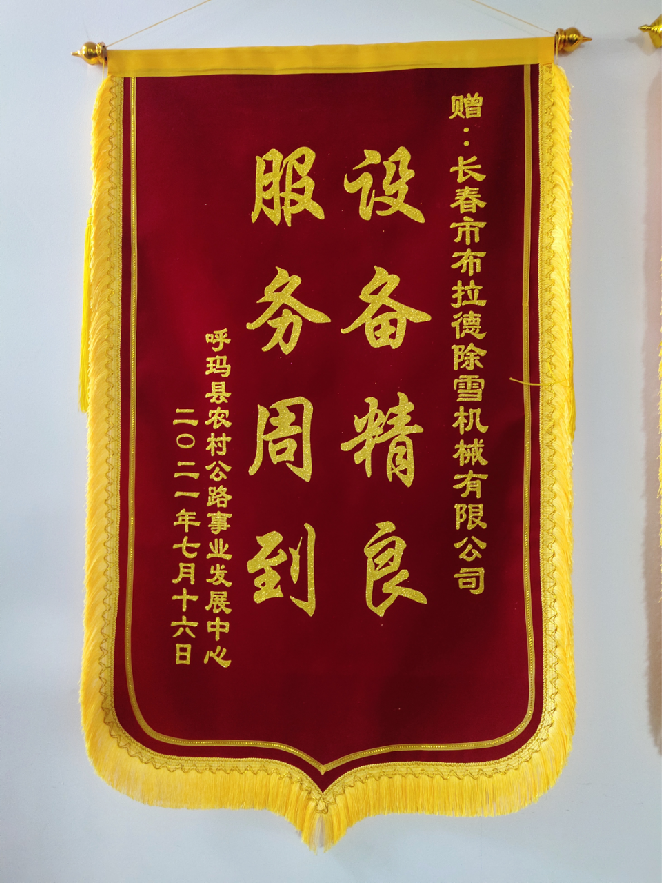 赠：长春市布拉德除雪机械有限公司
设备精良
服务周到
呼玛县农村公路事业发展中心
二〇二一年七月十六日